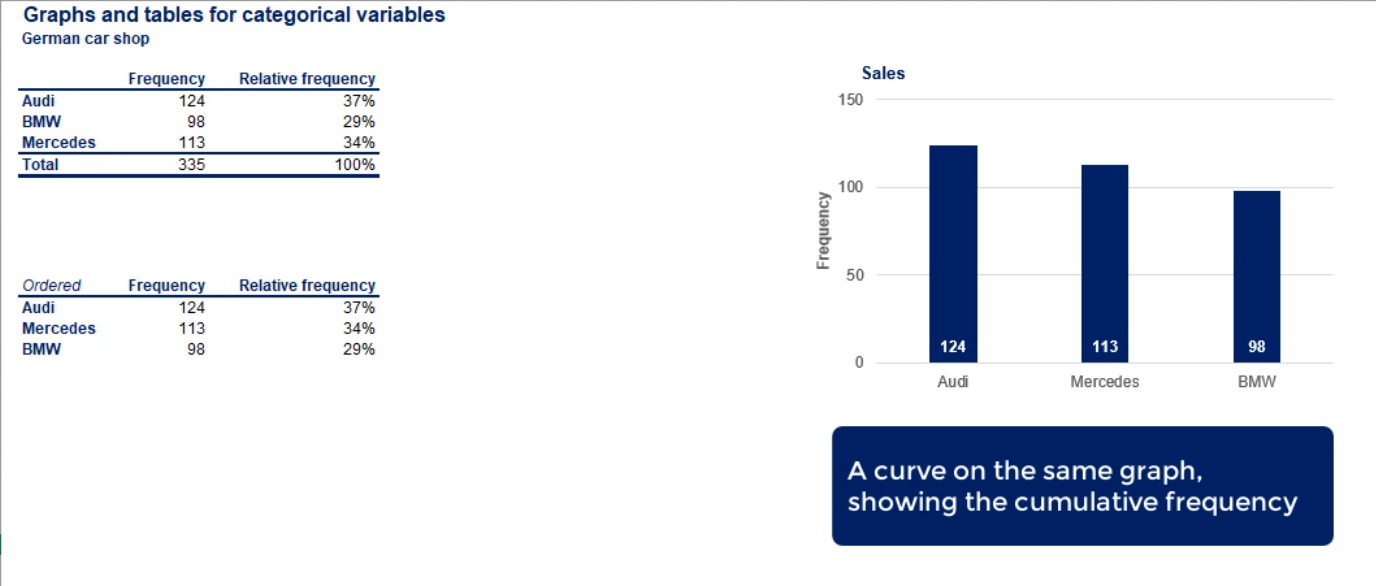 Graphs and tables for categorical variables
German car shop
Frequency Relative frequency
Audi 124 37%
BMW 98 29%
Mercedes 113 34%
Total 335 100%
Ordered Frequency Relative frequency
Audi 124 37%
Mercedes 113 34%
BMW 98 29%
Sales
150
100
50
0
Frequency
124 113 98
Audi Mercedes BMW
A curve on the same graph,
showing the cumulative frequency